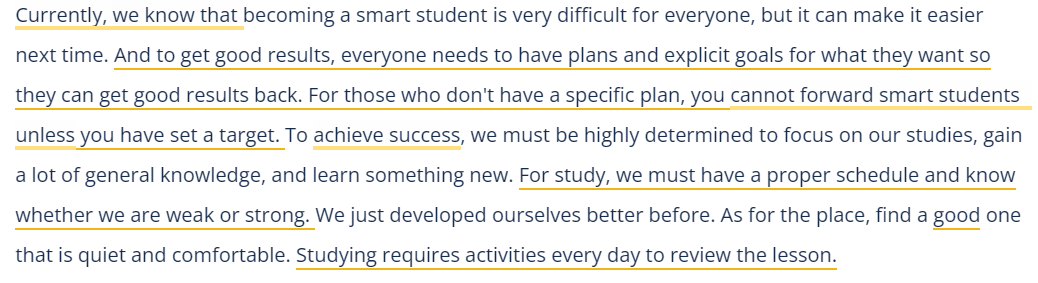 Currently, we know that becoming a smart student is very difficult for everyone, but it can make it easier
next time. And to get good results, everyone needs to have plans and explicit goals for what they want so
they can get good results back. For those who don't have a specific plan, you cannot forward smart students
unless you have set a target. To achieve success, we must be highly determined to focus on our studies, gain
a lot of general knowledge, and learn something new. For study, we must have a proper schedule and know
whether we are weak or strong. We just developed ourselves better before. As for the place, find a good one
that is quiet and comfortable. Studying requires activities every day to review the lesson.